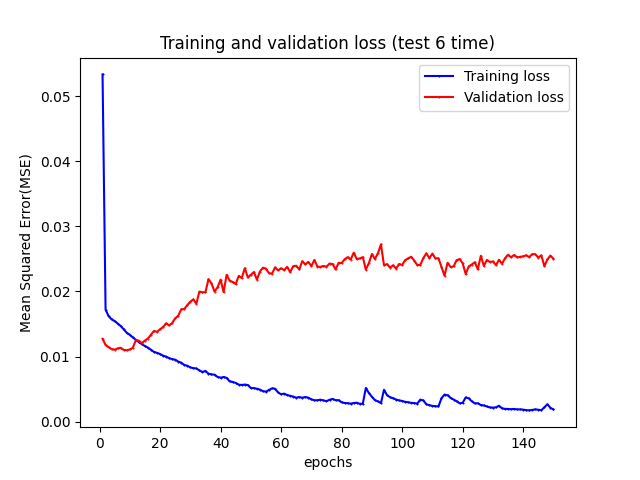 Training and validation loss (test 6 time)
Training loss
Validation loss
Mean Squared Error(MSE)
0.05
0.04
0.03
0.02
0.01
0.00
0 20 40 60 80 100 120 140
epochs